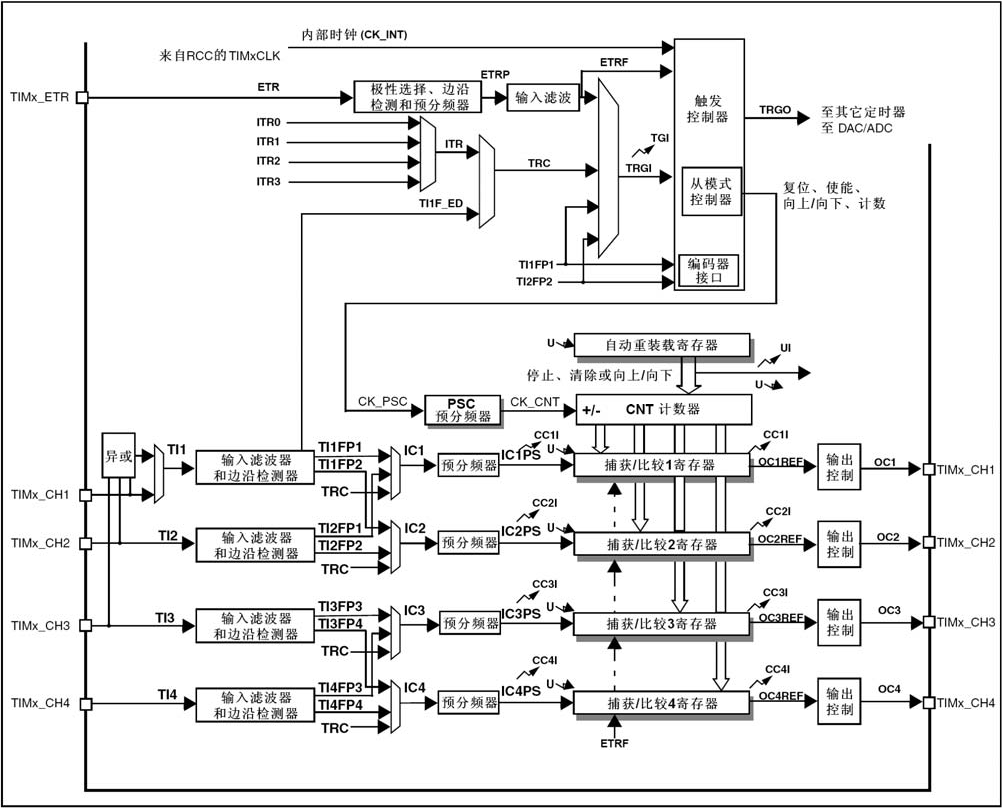 内部时钟 (CK_INT)
来自RCC的 TIMxCLK
TIMx_ETR
ETR
极性选择、边沿
检测和预分频器
ETRP
输入滤波
ETRF
触发
控制器
TRGO
至其它定时器
至 DAC/ADC
ITR0
ITR1
ITR2
ITR3
ITR
TRC
TI1F_ED
TGI
TRGI
从模式
控制器
复位、使能、
向上/向下、计数
TI1FP1
TI2FP2
编码器
接口
U
自动重装载寄存器
UI
U
停止、清除或向上/向下
CK_PSC
PSC
预分频器
CK_CNT
+/-
CNT 计数器
异或
TI1
输入滤波器
和边沿检测器
TI1FP1
TI1FP2
TRC
IC1
预分频器
IC1PS
CC1I
U
捕获/比较1寄存器
CC1I
OC1REF
输出
控制
OC1
TIMx_CH1
TIMx_CH1
TIMx_CH2
TI2
输入滤波器
和边沿检测器
TI2FP1
TI2FP2
TRC
IC2
预分频器
IC2PS
CC2I
U
捕获/比较2寄存器
CC2I
OC2REF
输出
控制
OC2
TIMx_CH2
TIMx_CH3
TI3
输入滤波器
和边沿检测器
TI3FP3
TI3FP4
TRC
IC3
预分频器
IC3PS
CC3I
U
捕获/比较3寄存器
CC3I
OC3REF
输出
控制
OC3
TIMx_CH3
TIMx_CH4
TI4
输入滤波器
和边沿检测器
TI4FP3
TI4FP4
TRC
IC4
预分频器
IC4PS
CC4I
U
捕获/比较4寄存器
CC4I
OC4REF
输出
控制
OC4
TIMx_CH4
ETRF